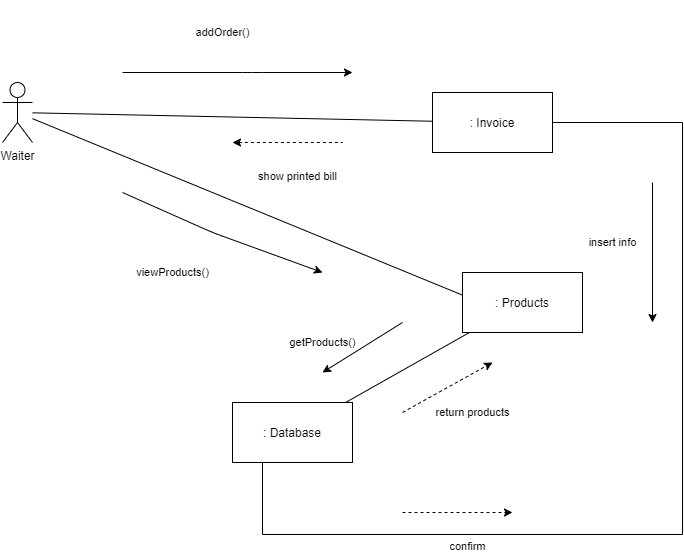 addOrder()
: Invoice
Waiter
show printed bill
insert info
viewProducts()
: Products
getProducts()
return products
: Database
confirm